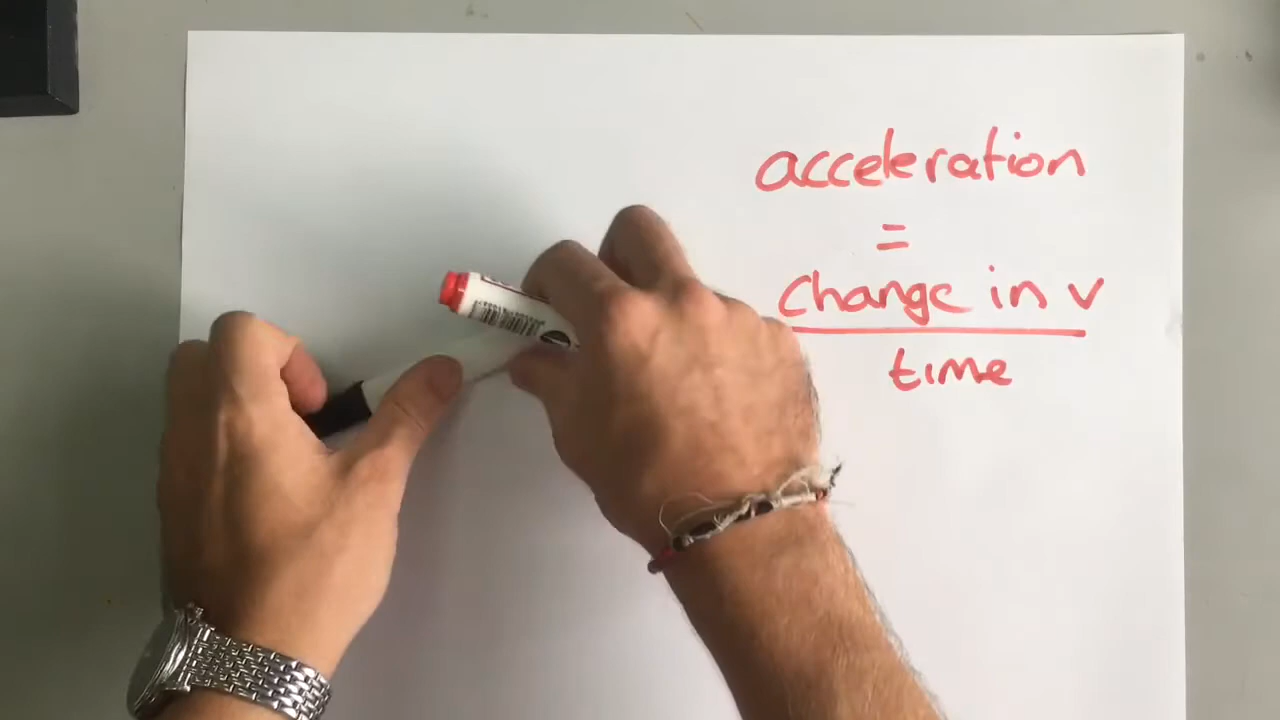 acceleration
=
change in v
time